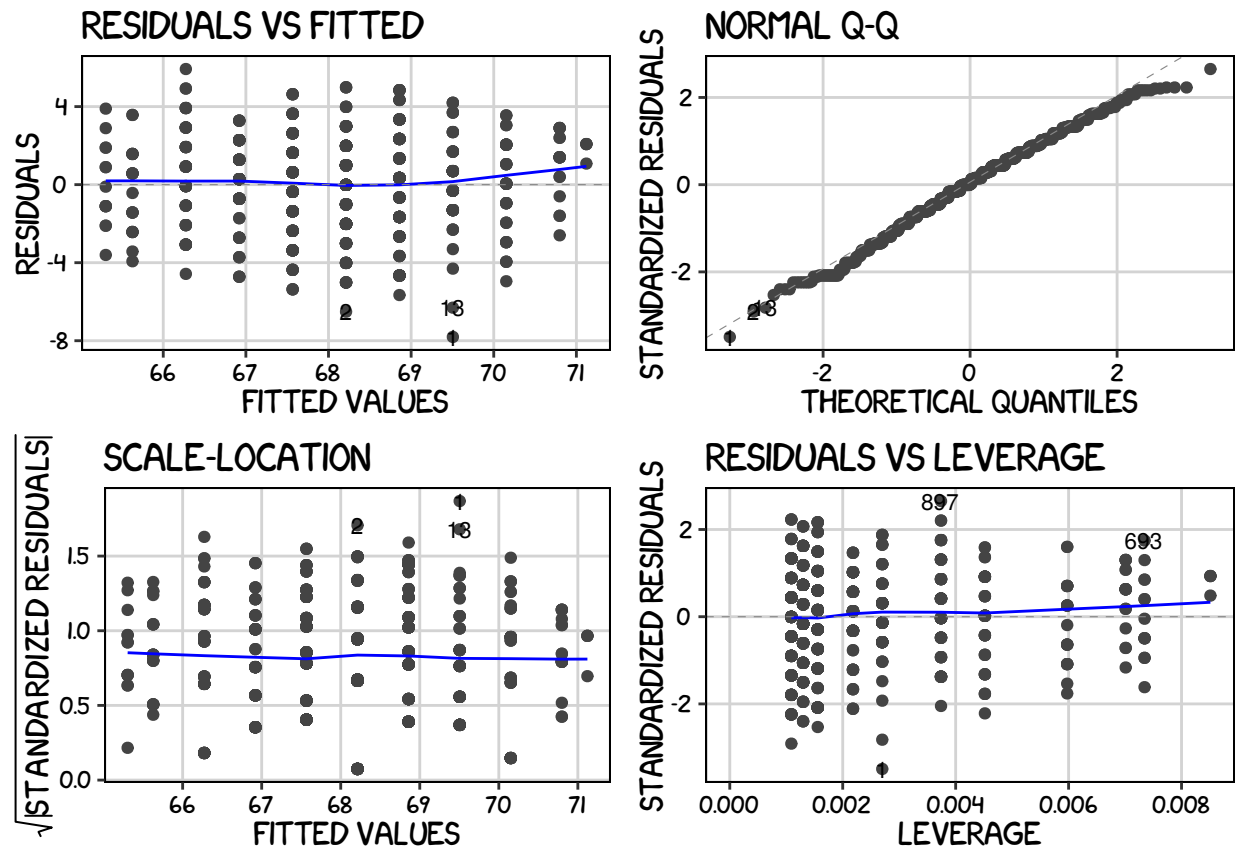 RESIDUALS VS FITTED
RESIDUALS
4
0
-4
-8
2
13
1
66 67 68 69 70 71
FITTED VALUES
NORMAL Q-Q
STANDARDIZED RESIDUALS
2
0
-2
2
13
1
-2 0 2
THEORETICAL QUANTILES
SCALE-LOCATION
√|STANDARDIZED RESIDUALS|
1.5
1.0
0.5
0.0
1
2
13
66 67 68 69 70 71
FITTED VALUES
RESIDUALS VS LEVERAGE
STANDARDIZED RESIDUALS
2
0
-2
897
693
1
0.000 0.002 0.004 0.006 0.008
LEVERAGE